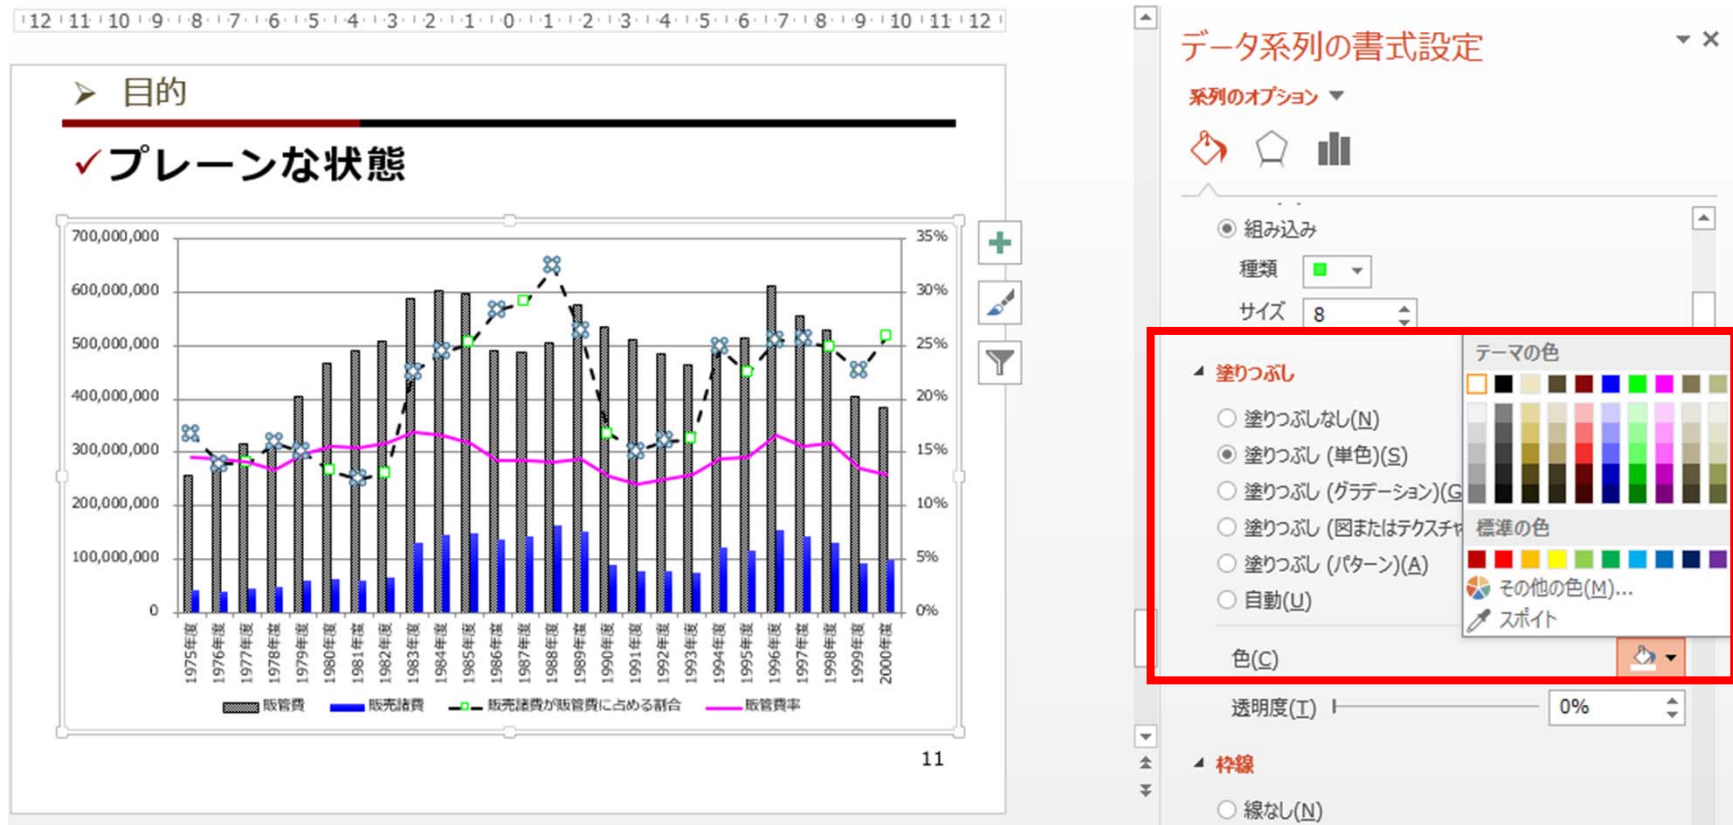 12 11 10 9 8 7 6 5 4 3 2 1 0 1 2 3 4 5 6 7 8 9 10 11 12
目的
プレーンな状態
700,000,000
600,000,000
500,000,000
400,000,000
300,000,000
200,000,000
100,000,000
0
35%
30%
25%
20%
15%
10%
5%
0%
1975年度
1976年度
1977年度
1978年度
1979年度
1980年度
1981年度
1982年度
1983年度
1984年度
1985年度
1986年度
1987年度
1988年度
1989年度
1990年度
1991年度
1992年度
1993年度
1994年度
1995年度
1996年度
1997年度
1998年度
1999年度
2000年度
販管費 販売諸費 販売諸費が販管費に占める割合 販管費率
11
データ系列の書式設定
系列のオプション
組み込み
種類
サイズ 8
塗りつぶし
塗りつぶしなし(N)
塗りつぶし (単色)(S)
塗りつぶし (グラデーション)(G
塗りつぶし (図またはテクスチャ
塗りつぶし (パターン)(A)
自動(U)
テーマの色
標準の色
その他の色(M)...
スポイト
色(C)
透明度(T) 0%
枠線
線なし(N)